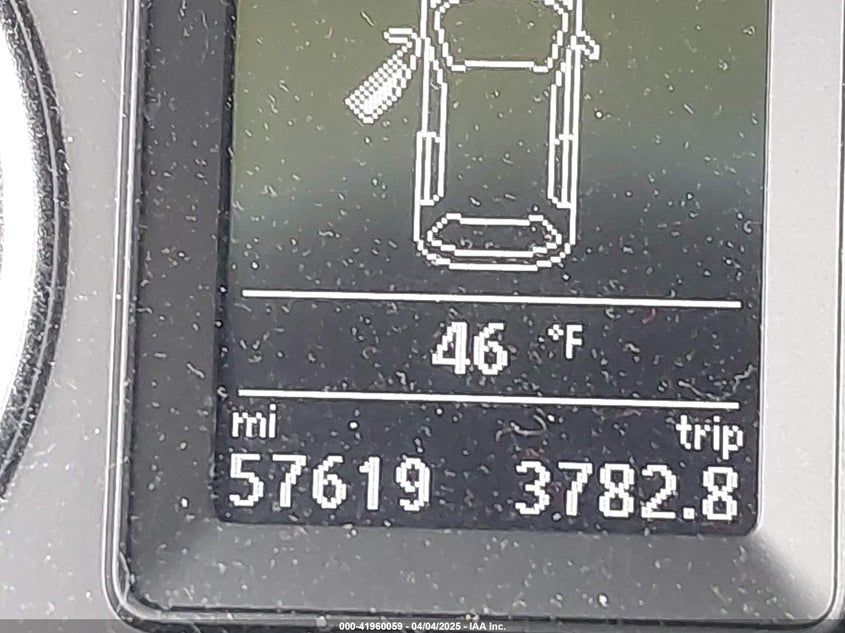 46 °F
mi trip
57619 3782.8
000-41960059 - 04/04/2025 - IAA Inc.